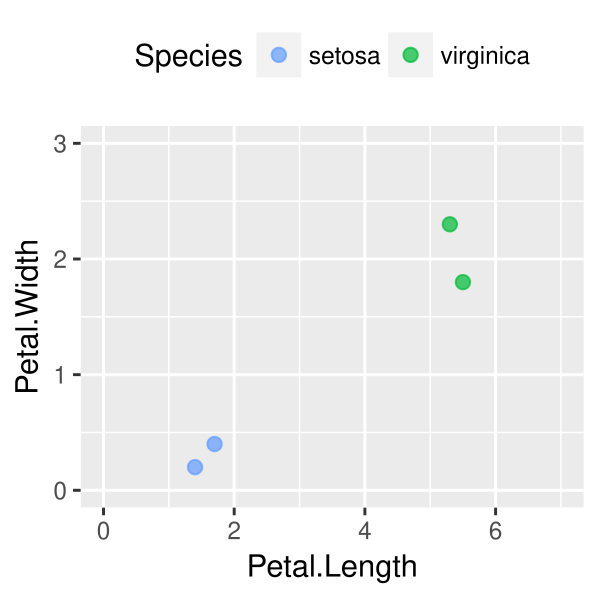 Species setosa virginica
3
2
1
0
Petal.Width
0 2 4 6
Petal.Length